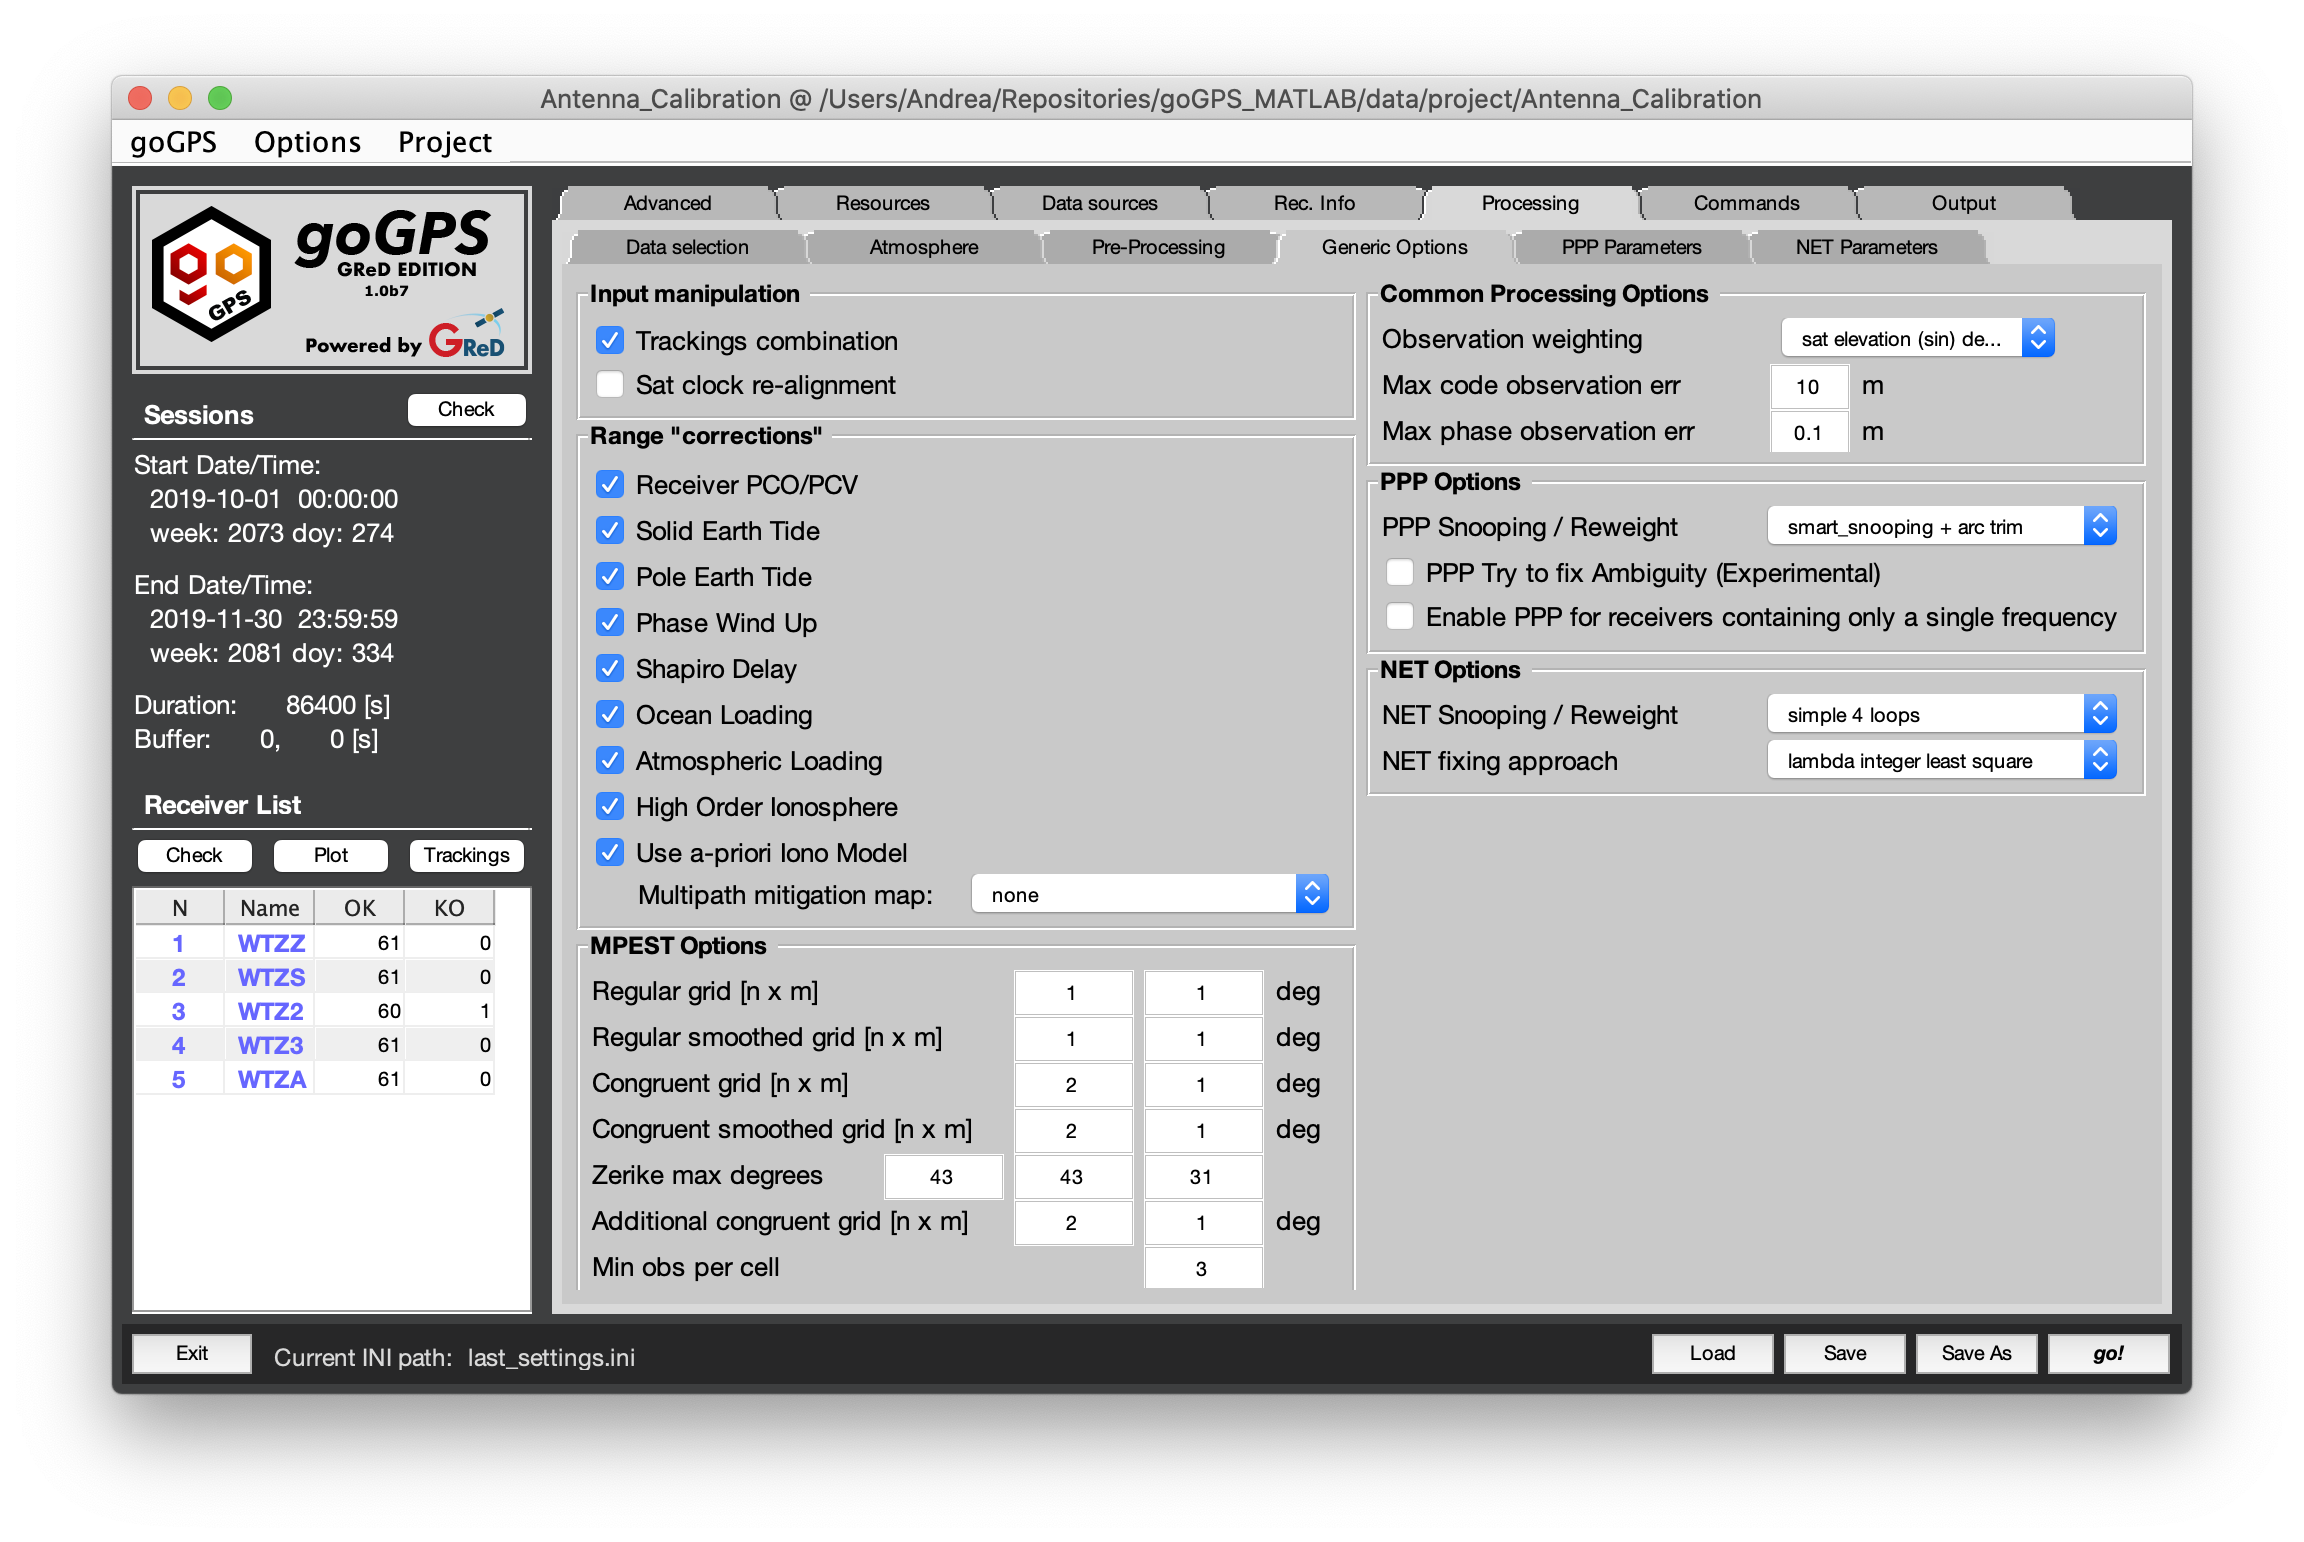 Antenna_Calibration @ /Users/Andrea/Repositories/goGPS_MATLAB/data/project/Antenna_Calibration
goGPS Options Project
go GPS
goGPS
GReD EDITION
1.0b7
Powered by GReD
Sessions Check
Start Date/Time:
2019-10-01 00:00:00
week: 2073 doy: 274
End Date/Time:
2019-11-30 23:59:59
week: 2081 doy: 334
Duration: 86400 [s]
Buffer: 0, 0 [s]
Receiver List
Check Plot Trackings
N Name OK KO
1 WTZZ 61 0
2 WTZS 61 0
3 WTZ2 60 1
4 WTZ3 61 0
5 WTZA 61 0
Advanced Resources Data sources Rec. Info Processing Commands Output
Data selection Atmosphere Pre-Processing Generic Options PPP Parameters NET Parameters
Input manipulation
Trackings combination
Sat clock re-alignment
Range "corrections"
Receiver PCO/PCV
Solid Earth Tide
Pole Earth Tide
Phase Wind Up
Shapiro Delay
Ocean Loading
Atmospheric Loading
High Order Ionosphere
Use a-priori Iono Model
Multipath mitigation map: none
MPEST Options
Regular grid [n x m] 1 1 deg
Regular smoothed grid [n x m] 1 1 deg
Congruent grid [n x m] 2 1 deg
Congruent smoothed grid [n x m] 2 1 deg
Zerike max degrees 43 43 31
Additional congruent grid [n x m] 2 1 deg
Min obs per cell 3
Common Processing Options
Observation weighting sat elevation (sin) de...
Max code observation err 10 m
Max phase observation err 0.1 m
PPP Options
PPP Snooping / Reweight smart_snooping + arc trim
PPP Try to fix Ambiguity (Experimental)
Enable PPP for receivers containing only a single frequency
NET Options
NET Snooping / Reweight simple 4 loops
NET fixing approach lambda integer least square
Exit Current INI path: last_settings.ini Load Save Save As go!